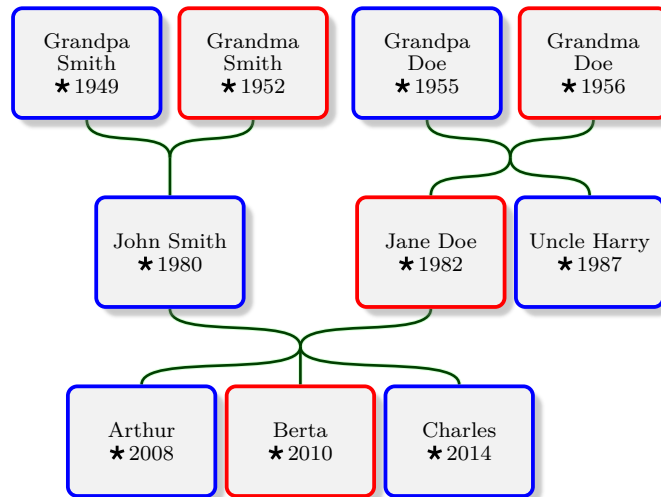 Grandpa
Smith
★ 1949
Grandma
Smith
★ 1952
Grandpa
Doe
★ 1955
Grandma
Doe
★ 1956
John Smith
★ 1980
Jane Doe
★ 1982
Uncle Harry
★ 1987
Arthur
★ 2008
Berta
★ 2010
Charles
★ 2014